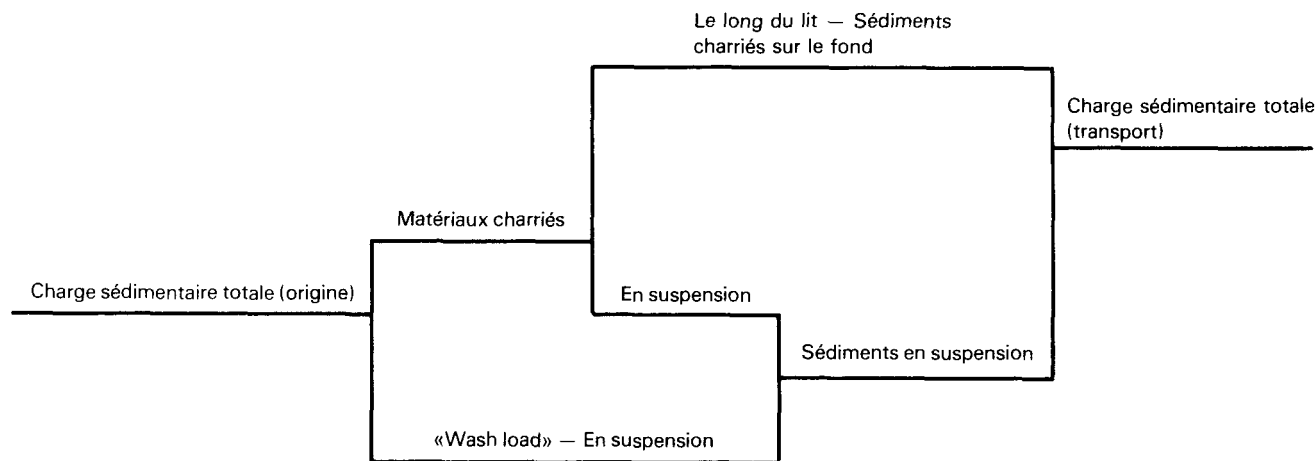 Le long du lit — Sédiments
charriés sur le fond
Charge sédimentaire totale
(transport)
Matériaux charriés
Charge sédimentaire totale (origine)
En suspension
Sédiments en suspension
«Wash load» — En suspension